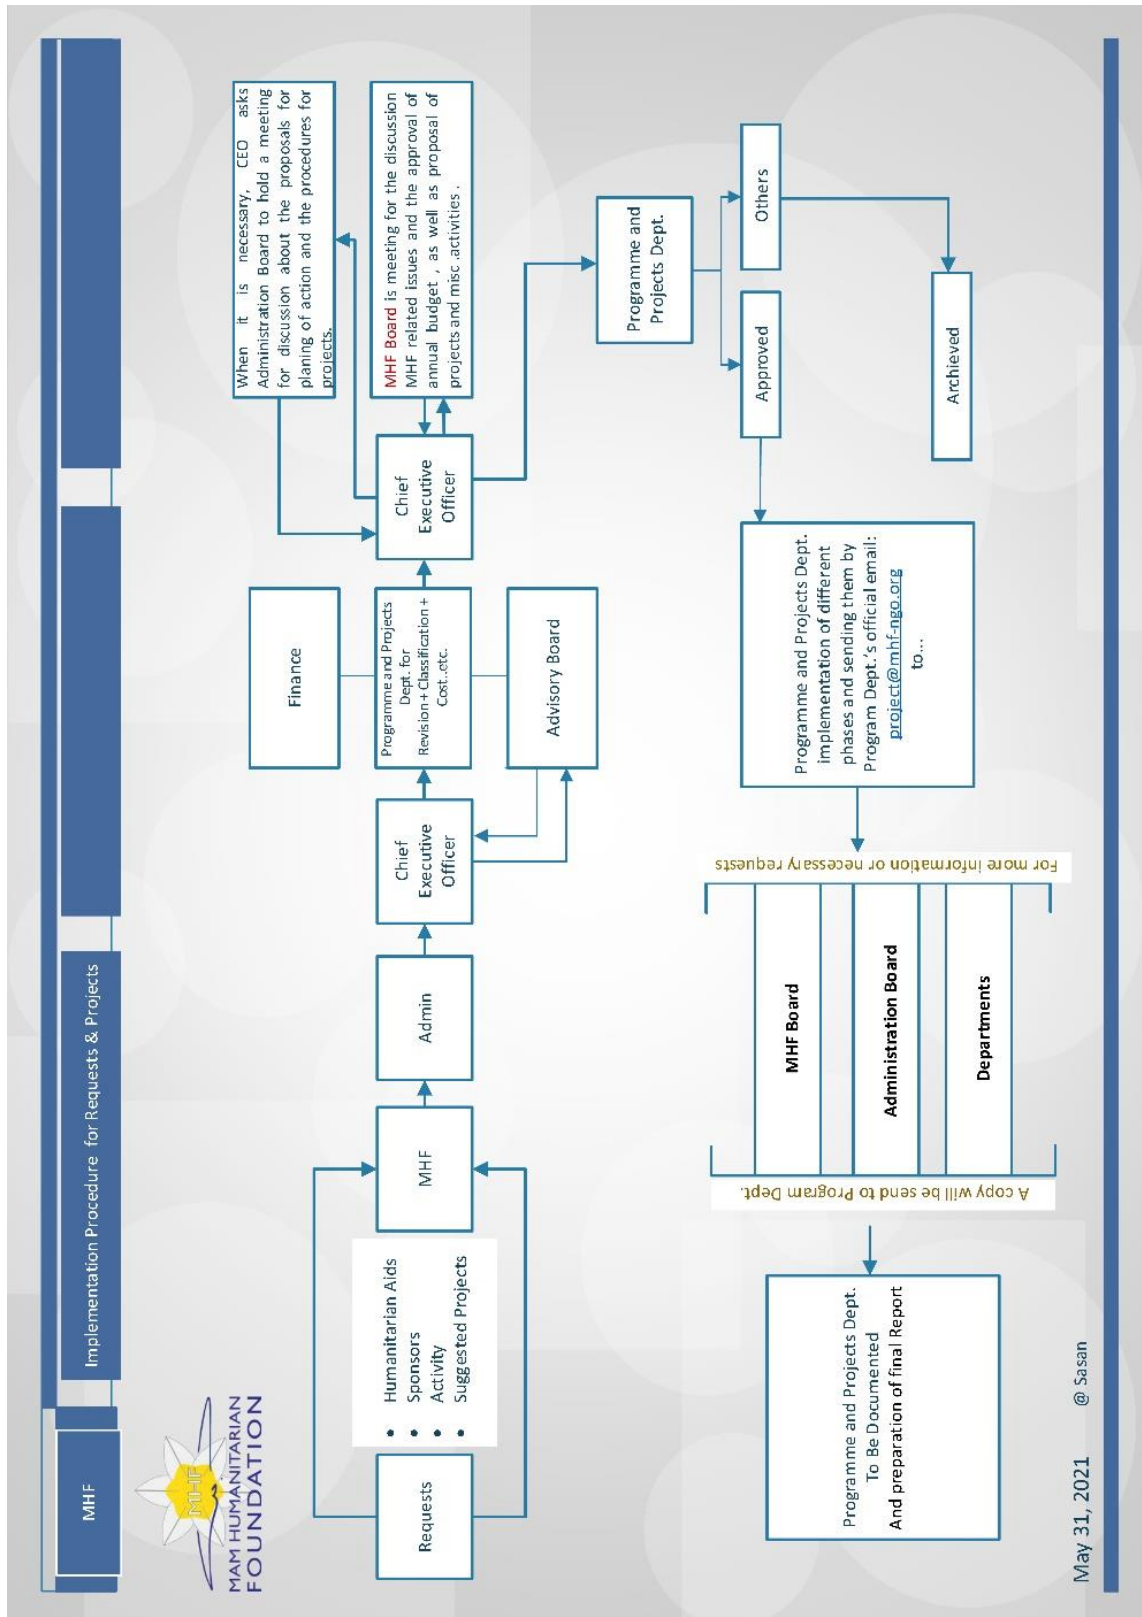 MHF
Implementation Procedure for Requests & Projects
MHF
MAM HUMANITARIAN
FOUNDATION
Requests
• Humanitarian Aids
• Sponsors
• Activity
• Suggested Projects
MHF
Admin
Chief
Executive
Officer
Finance
Programme and Projects
Dept. for
Revision + Classification +
Cost..etc.
Advisory Board
Chief
Executive
Officer
When it is necessary, CEO asks
Administration Board to hold a meeting
for discussion about the proposals for
planing of action and the procedures for
projects.
MHF Board is meeting for the discussion
MHF related issues and the approval of
annual budget , as well as proposal of
projects and misc .activities .
Programme and
Projects Dept.
Approved
Others
Archieved
Programme and Projects Dept.
implementation of different
phases and sending them by
Program Dept.'s official email:
project@mhf-ngo.org
to...
For more information or necessary requests
MHF Board
Administration Board
Departments
A copy will be send to Program Dept.
Programme and Projects Dept.
To Be Documented
And preparation of final Report
May 31, 2021 @ Sasan